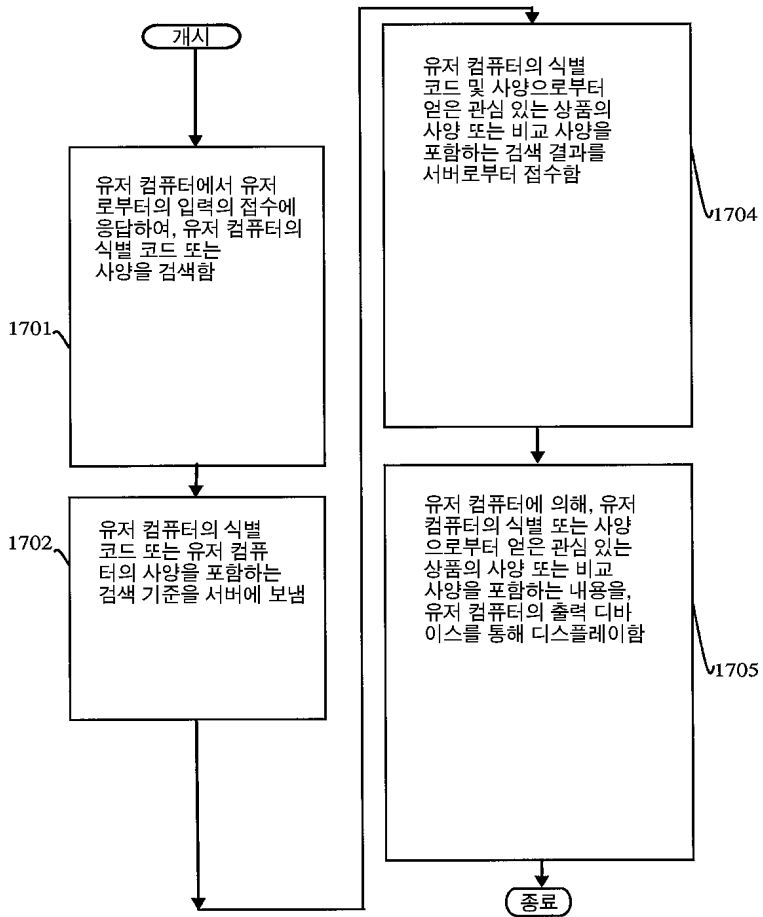 개시
유저 컴퓨터에서 유저
로부터의 입력의 접수에
응답하여, 유저 컴퓨터의
식별 코드 또는
사양을 검색함
1701
유저 컴퓨터의 식별
코드 또는 유저 컴퓨
터의 사양을 포함하는
검색 기준을 서버에 보냄
1702
유저 컴퓨터의 식별
코드 및 사양으로부터
얻은 관심 있는 상품의
사양 또는 비교 사양을
포함하는 검색 결과를
서버로부터 접수함
1704
유저 컴퓨터에 의해, 유저
컴퓨터의 식별 또는 사양
으로부터 얻은 관심 있는
상품의 사양 또는 비교
사양을 포함하는 내용을,
유저 컴퓨터의 출력 디바
이스를 통해 디스플레이함
1705
종료